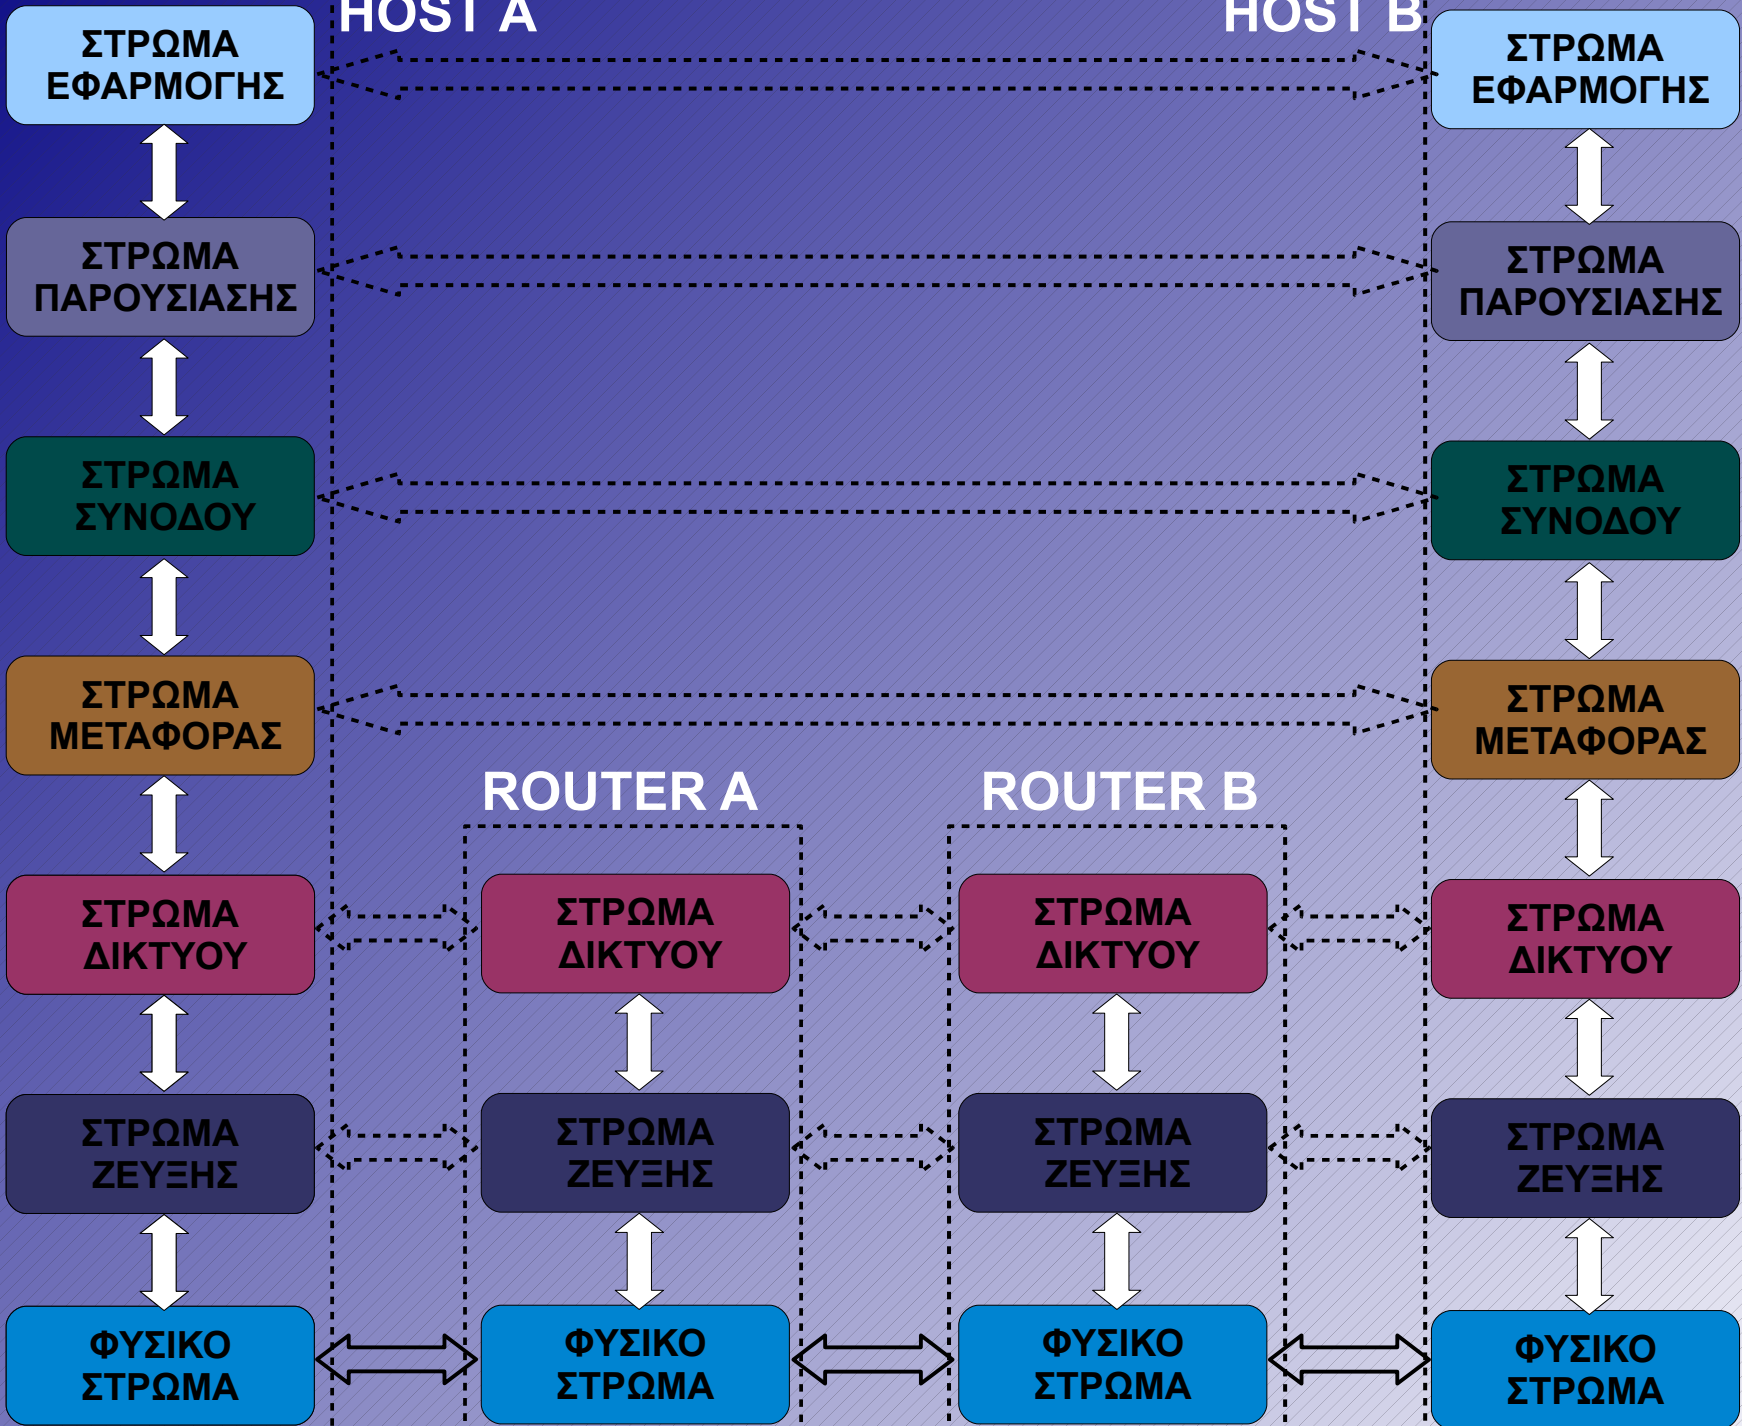 HOST A
HOST B
ΣΤΡΩΜΑ
ΕΦΑΡΜΟΓΗΣ
ΣΤΡΩΜΑ
ΕΦΑΡΜΟΓΗΣ
ΣΤΡΩΜΑ
ΠΑΡΟΥΣΙΑΣΗΣ
ΣΤΡΩΜΑ
ΠΑΡΟΥΣΙΑΣΗΣ
ΣΤΡΩΜΑ
ΣΥΝΟΔΟΥ
ΣΤΡΩΜΑ
ΣΥΝΟΔΟΥ
ΣΤΡΩΜΑ
ΜΕΤΑΦΟΡΑΣ
ΣΤΡΩΜΑ
ΜΕΤΑΦΟΡΑΣ
ROUTER A
ROUTER B
ΣΤΡΩΜΑ
ΔΙΚΤΥΟΥ
ΣΤΡΩΜΑ
ΔΙΚΤΥΟΥ
ΣΤΡΩΜΑ
ΔΙΚΤΥΟΥ
ΣΤΡΩΜΑ
ΔΙΚΤΥΟΥ
ΣΤΡΩΜΑ
ΖΕΥΞΗΣ
ΣΤΡΩΜΑ
ΖΕΥΞΗΣ
ΣΤΡΩΜΑ
ΖΕΥΞΗΣ
ΣΤΡΩΜΑ
ΖΕΥΞΗΣ
ΦΥΣΙΚΟ
ΣΤΡΩΜΑ
ΦΥΣΙΚΟ
ΣΤΡΩΜΑ
ΦΥΣΙΚΟ
ΣΤΡΩΜΑ
ΦΥΣΙΚΟ
ΣΤΡΩΜΑ